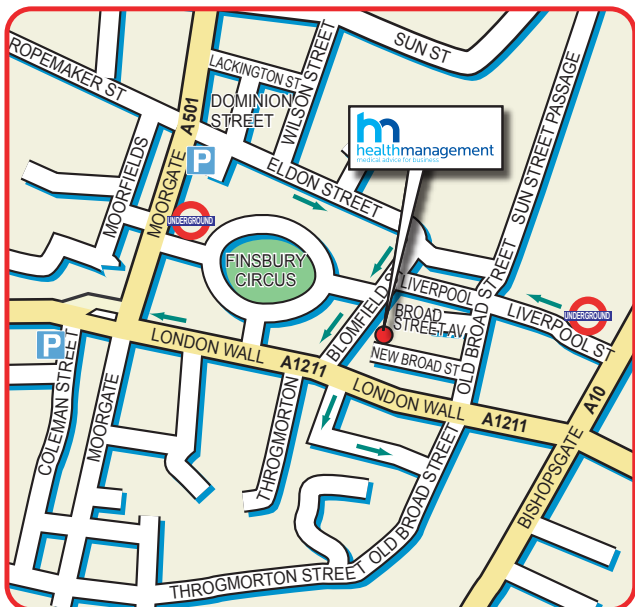 SUN ST
ROPEMAKER ST
LACKINGTON ST
WILSON STREET
SUN STREET PASSAGE
DOMINION
STREET
A501
hm
healthmanagement
medical advice for business
P
MOORFIELDS
MOORGATE
ELDON STREET
UNDERGROUND
FINSBURY
CIRCUS
BLOMFIELD
LIVERPOOL
LIVERPOOL ST
UNDERGROUND
BROAD
STREET AV.
OLD BROAD STREET
NEW BROAD ST
P
LONDON WALL
A1211
LONDON WALL
A1211
A10
BISHOPSGATE
COLEMAN STREET
MOORGATE
THROGMORTON
OLD BROAD STREET
THROGMORTON STREET